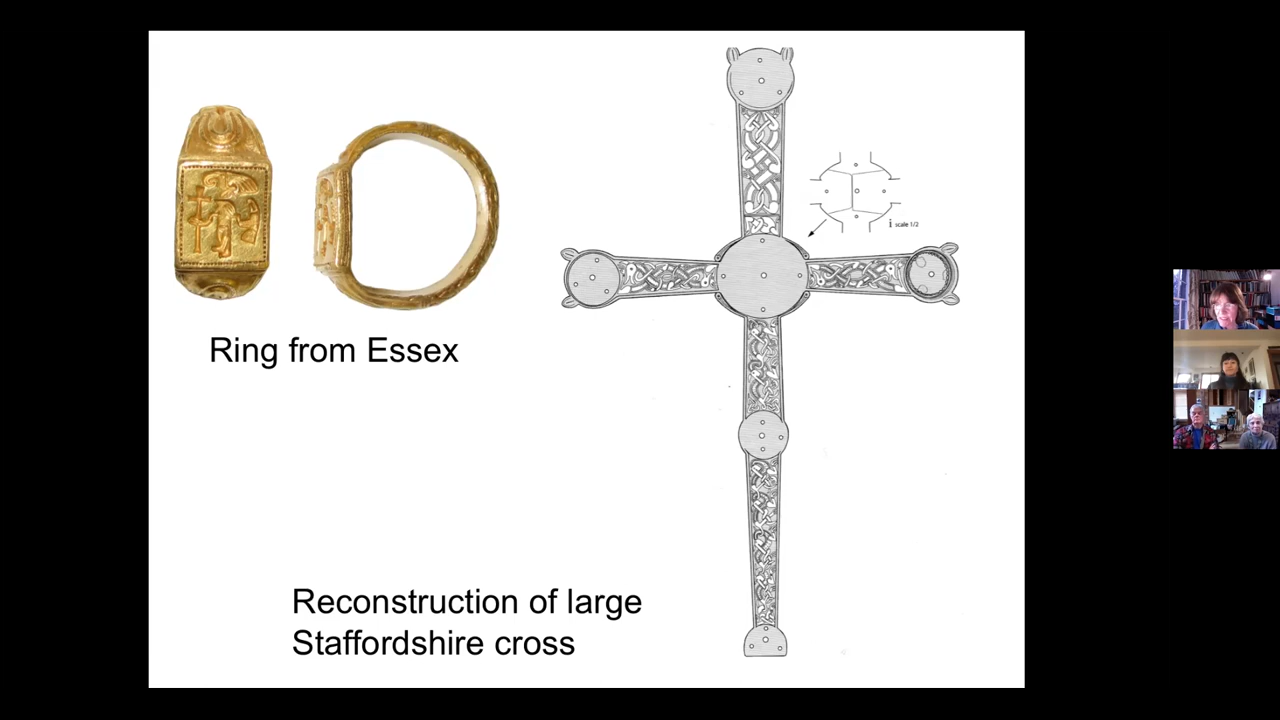 Ring from Essex
i scale 1/2
Reconstruction of large
Staffordshire cross